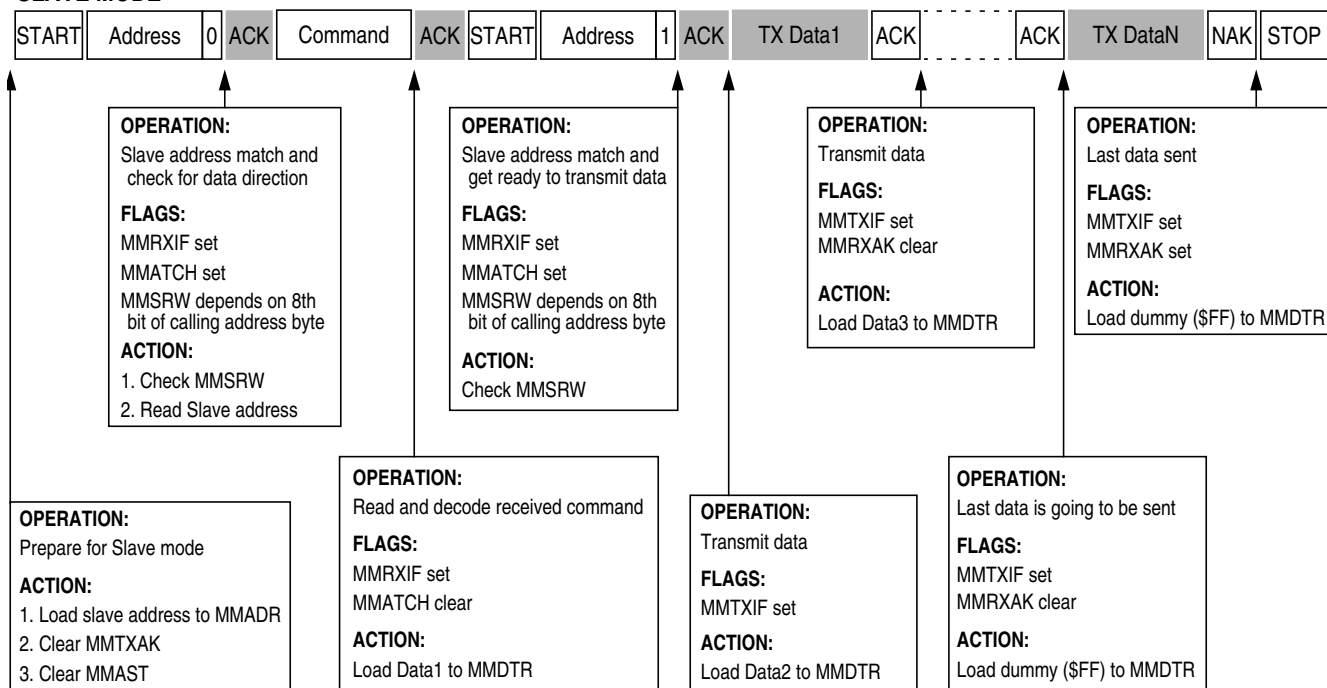 START Address 0 ACK Command ACK START Address 1 ACK TX Data1 ACK ACK TX DataN NAK STOP
OPERATION:
Slave address match and
check for data direction
FLAGS:
MMRXIF set
MMATCH set
MMSRW depends on 8th
bit of calling address byte
ACTION:
1. Check MMSRW
2. Read Slave address
OPERATION:
Slave address match and
get ready to transmit data
FLAGS:
MMRXIF set
MMATCH set
MMSRW depends on 8th
bit of calling address byte
ACTION:
Check MMSRW
OPERATION:
Transmit data
FLAGS:
MMTXIF set
MMRXAK clear
ACTION:
Load Data3 to MMDTR
OPERATION:
Last data sent
FLAGS:
MMTXIF set
MMRXAK set
ACTION:
Load dummy ($FF) to MMDTR
OPERATION:
Prepare for Slave mode
ACTION:
1. Load slave address to MMADR
2. Clear MMTXAK
3. Clear MMAST
OPERATION:
Read and decode received command
FLAGS:
MMRXIF set
MMATCH clear
ACTION:
Load Data1 to MMDTR
OPERATION:
Transmit data
FLAGS:
MMTXIF set
ACTION:
Load Data2 to MMDTR
OPERATION:
Last data is going to be sent
FLAGS:
MMTXIF set
MMRXAK clear
ACTION:
Load dummy ($FF) to MMDTR